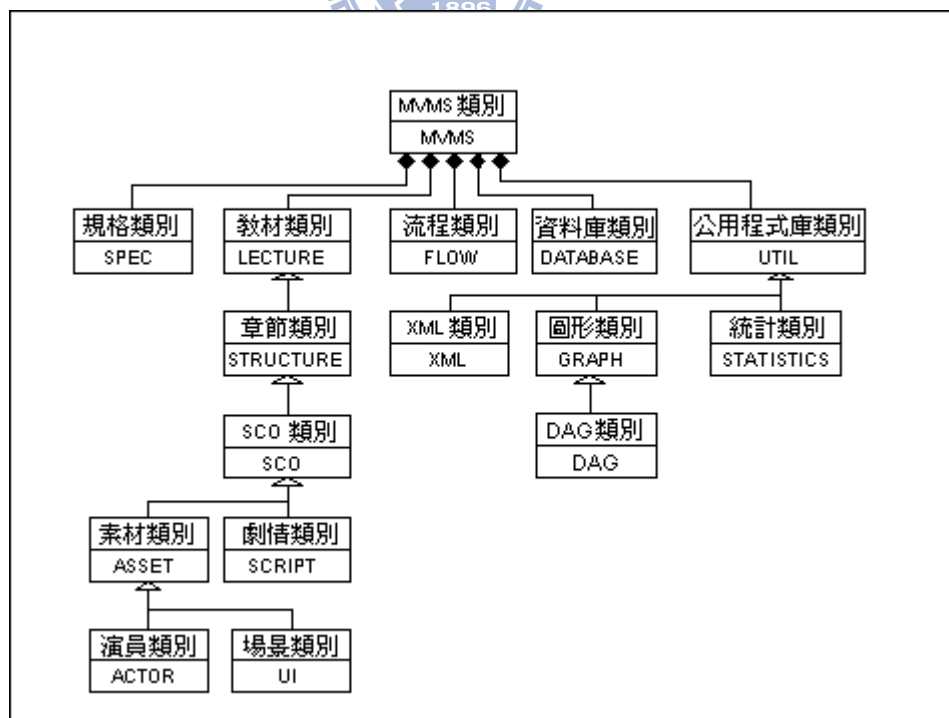 1896
MVMS 類別
MVMS
規格類別
SPEC
教材類別
LECTURE
流程類別
FLOW
資料庫類別
DATABASE
公用程式庫類別
UTIL
章節類別
STRUCTURE
XML 類別
XML
圖形類別
GRAPH
統計類別
STATISTICS
SCO 類別
SCO
DAG類別
DAG
素材類別
ASSET
劇情類別
SCRIPT
演員類別
ACTOR
場景類別
UI